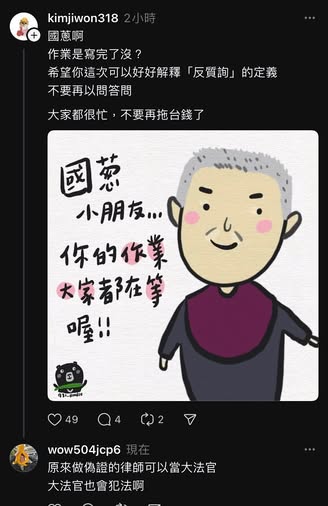 kimjiwon318 2小時
國蔥啊
作業是寫完了沒？
希望你這次可以好好解釋「反質詢」的定義
不要再以問答問
大家都很忙，不要再拖台錢了
國蔥
小朋友...
你的作業
大家都在等
喔!!
49 4 2
wow504jcp6 現在
原來做偽證的律師可以當大法官
大法官也會犯法啊